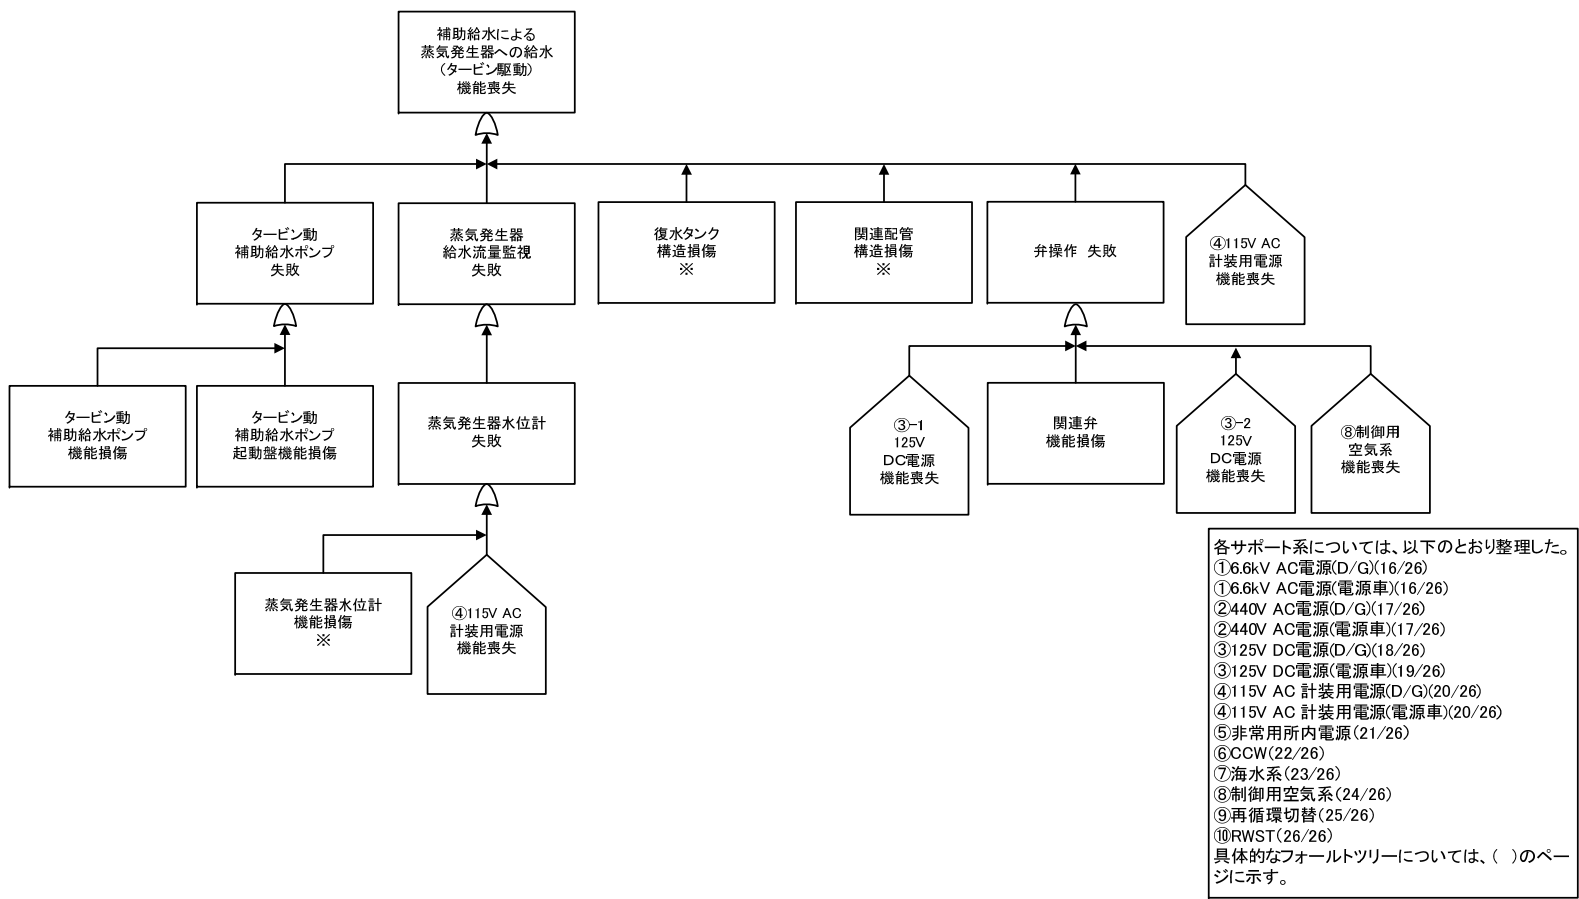 補助給水による
蒸気発生器への給水
(タービン駆動)
機能喪失
タービン動
補助給水ポンプ
失敗
蒸気発生器
給水流量監視
失敗
復水タンク
構造損傷
※
関連配管
構造損傷
※
弁操作 失敗
④115V AC
計装用電源
機能喪失
タービン動
補助給水ポンプ
機能損傷
タービン動
補助給水ポンプ
起動盤機能損傷
蒸気発生器水位計
失敗
③-1
125V
DC電源
機能喪失
関連弁
機能損傷
③-2
125V
DC電源
機能喪失
⑧制御用
空気系
機能喪失
蒸気発生器水位計
機能損傷
※
④115V AC
計装用電源
機能喪失
各サポート系については、以下のとおり整理した。
①6.6kV AC電源(D/G)(16/26)
①6.6kV AC電源(電源車)(16/26)
②440V AC電源(D/G)(17/26)
②440V AC電源(電源車)(17/26)
③125V DC電源(D/G)(18/26)
③125V DC電源(電源車)(19/26)
④115V AC 計装用電源(D/G)(20/26)
④115V AC 計装用電源(電源車)(20/26)
⑤非常用所内電源(21/26)
⑥CCW(22/26)
⑦海水系(23/26)
⑧制御用空気系(24/26)
⑨再循環切替(25/26)
⑩RWST(26/26)
具体的なフォールトツリーについては、( )のペー
ジに示す。